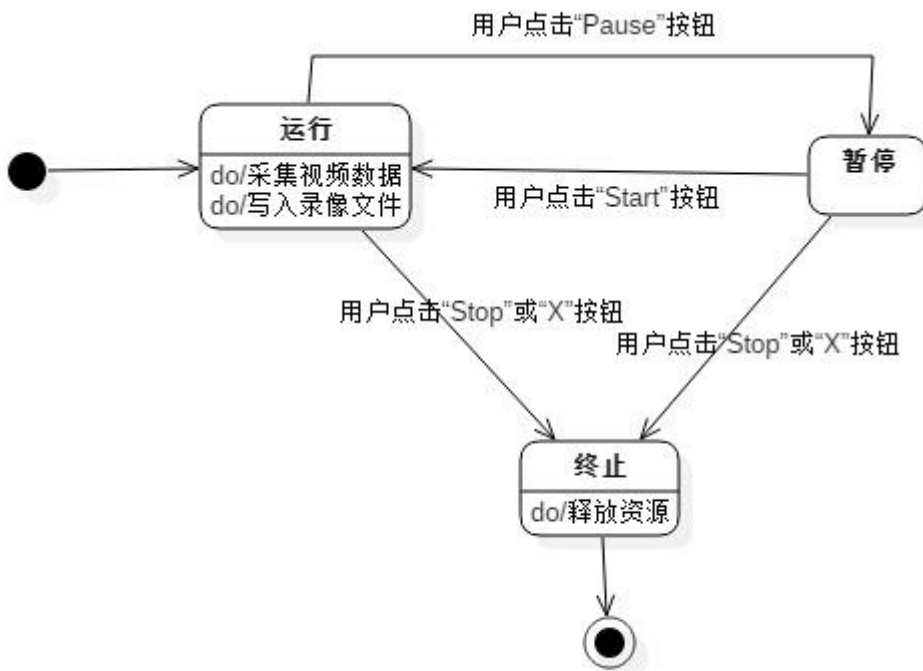 用户点击“Pause”按钮
运行
do/采集视频数据
do/写入录像文件
暂停
用户点击“Start”按钮
用户点击“Stop”或“X”按钮
用户点击“Stop”或“X”按钮
终止
do/释放资源